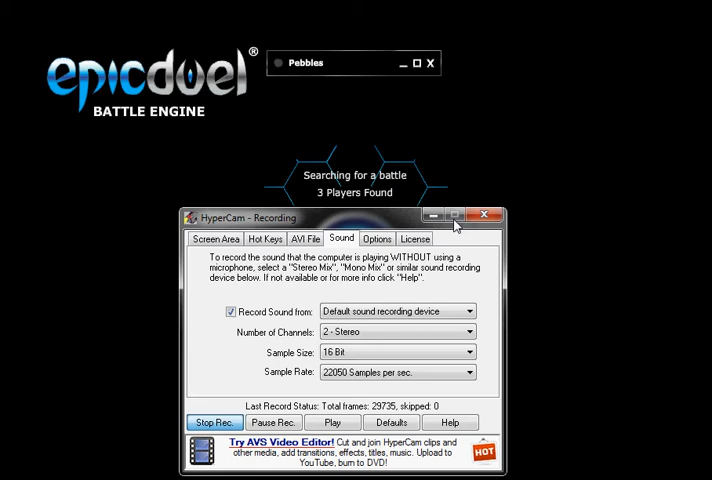 epicduel®
BATTLE ENGINE
Pebbles
Searching for a battle
3 Players Found
HyperCam - Recording
Screen Area Hot Keys AVI File Sound Options License
To record the sound that the computer is playing WITHOUT using a
microphone, select a "Stereo Mix", "Mono Mix" or similar sound recording
device below. If not available or for more info click "Help".
Record Sound from: Default sound recording device
Number of Channels: 2 - Stereo
Sample Size: 16 Bit
Sample Rate: 22050 Samples per sec.
Last Record Status: Total frames: 29735, skipped: 0
Stop Rec. Pause Rec. Play Defaults Help
Try AVS Video Editor! Cut and join HyperCam clips and
other media, add transitions, effects, titles, music. Upload to
YouTube, burn to DVD!
HOT